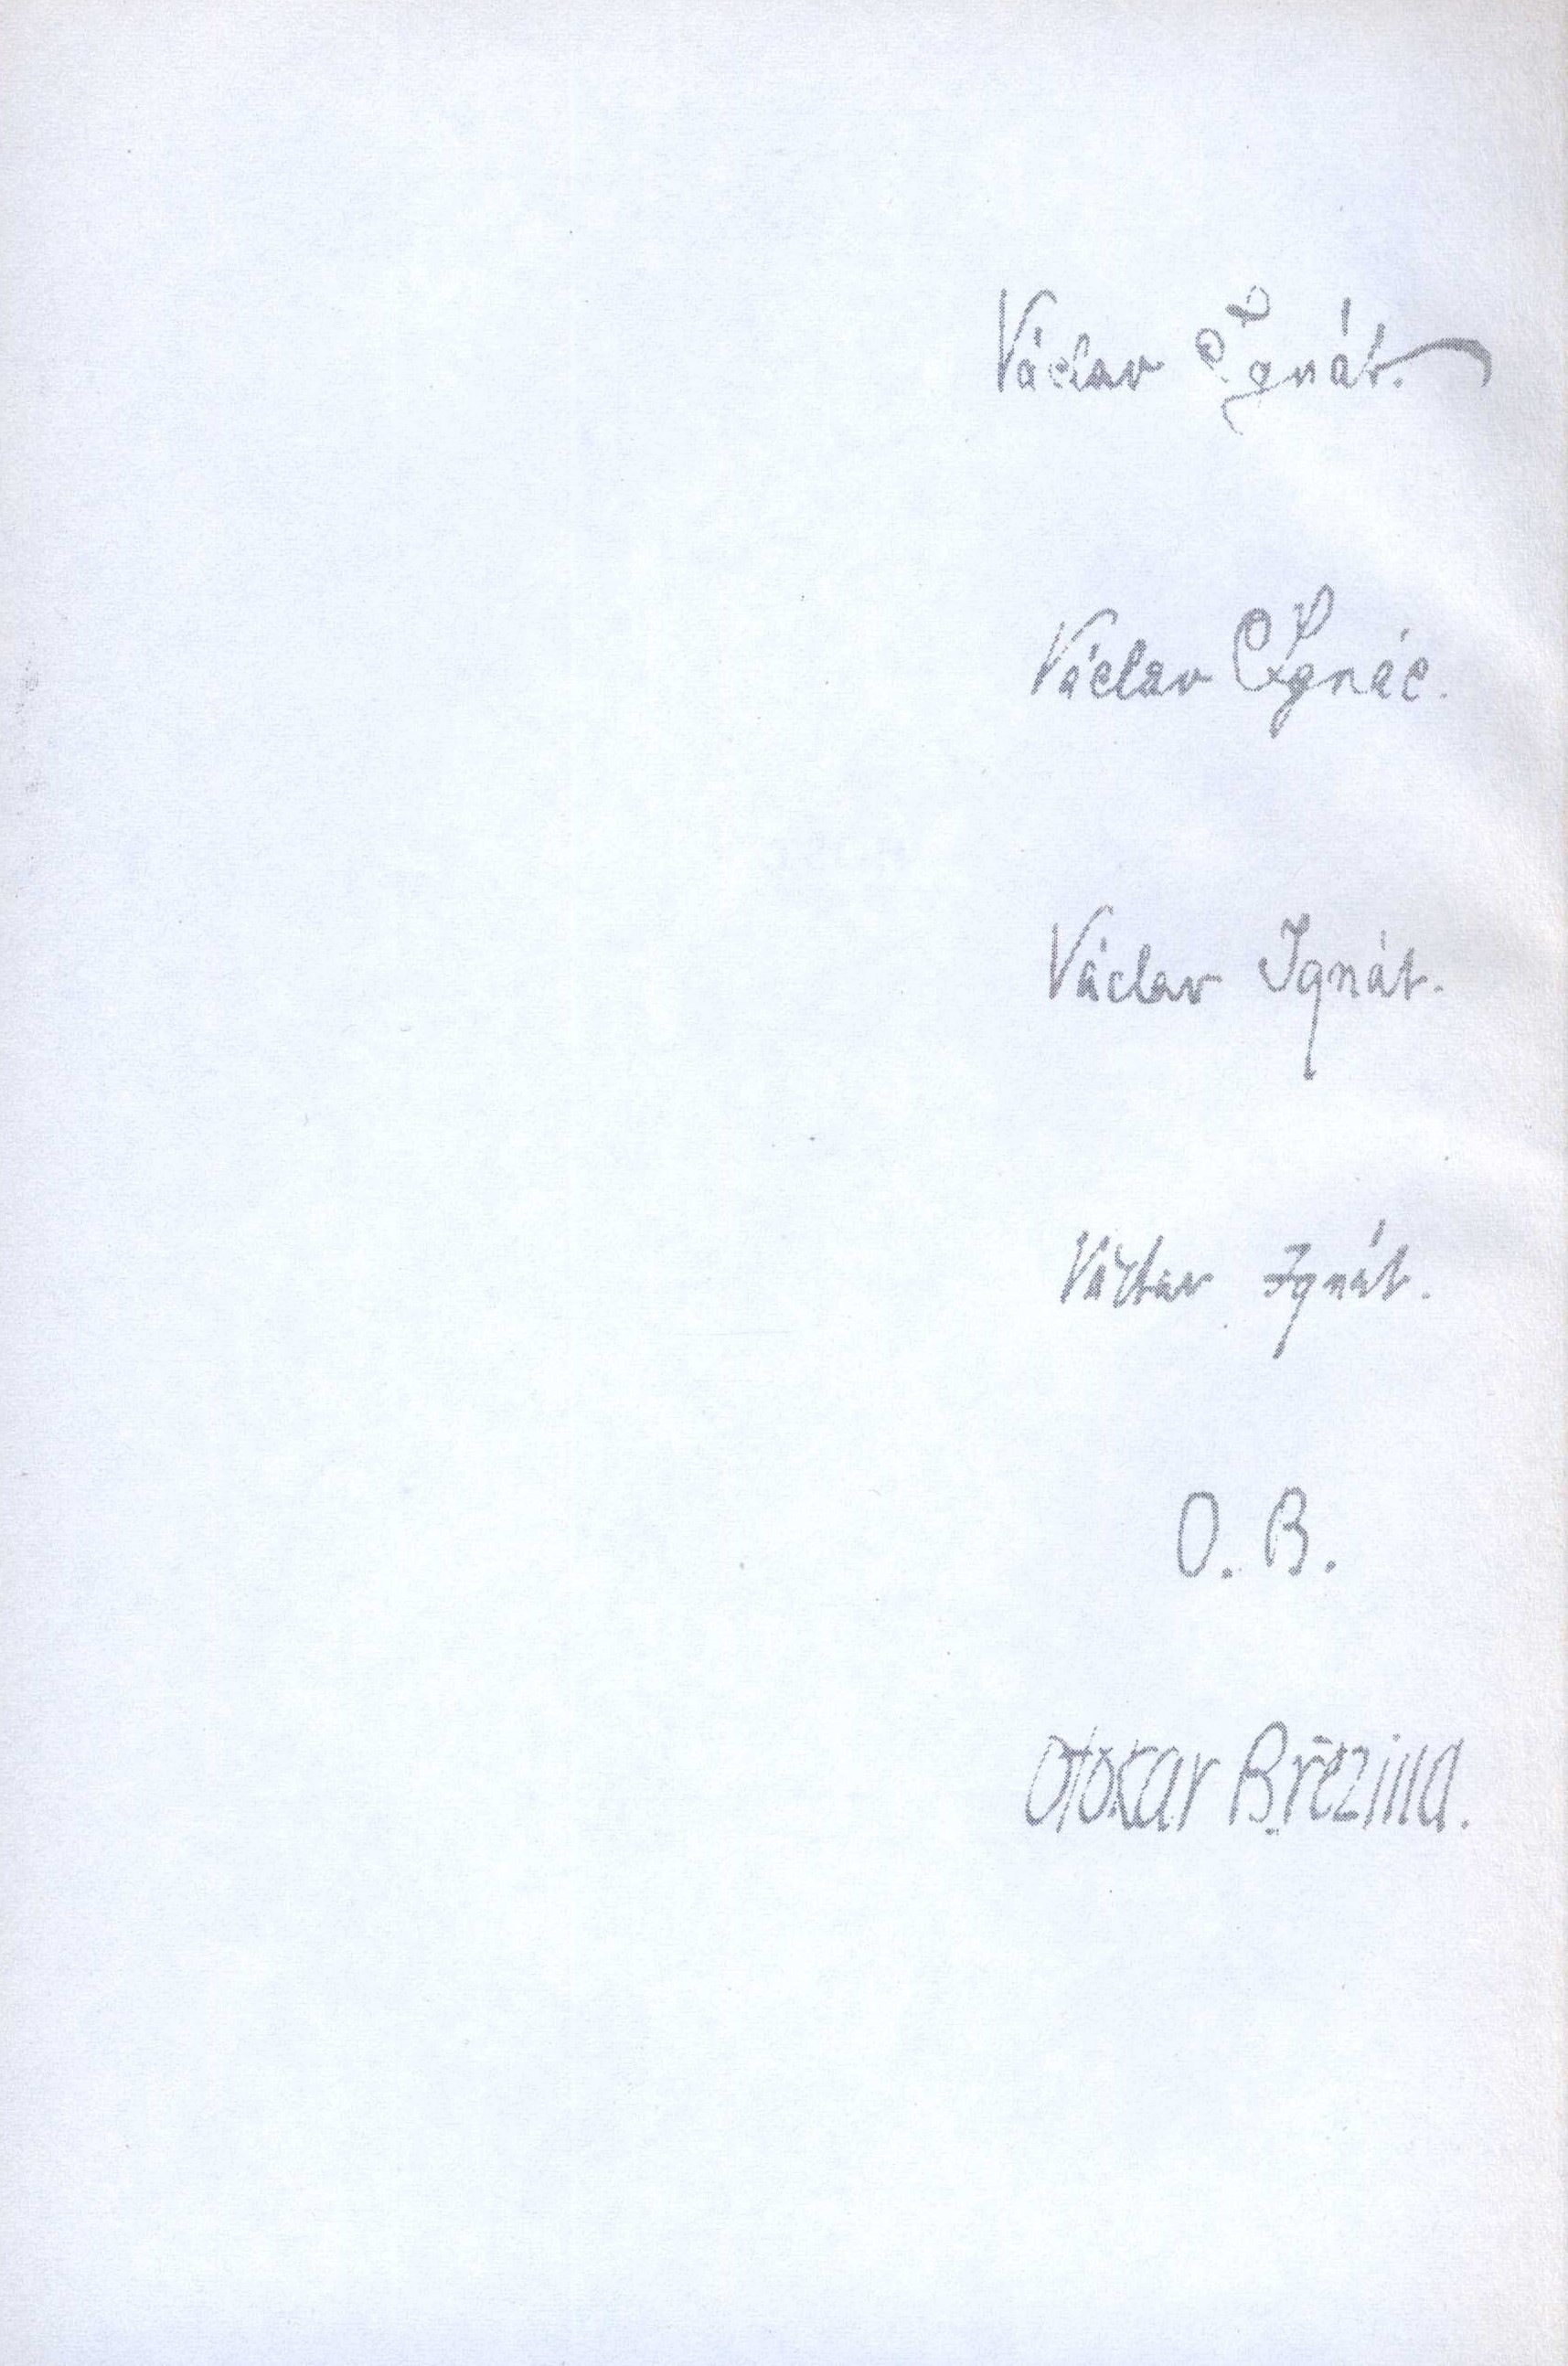 Václav Ignát.
Václav Ignác.
Václav Ignát.
Václav Ignát.
O. B.
Otokar Březina.